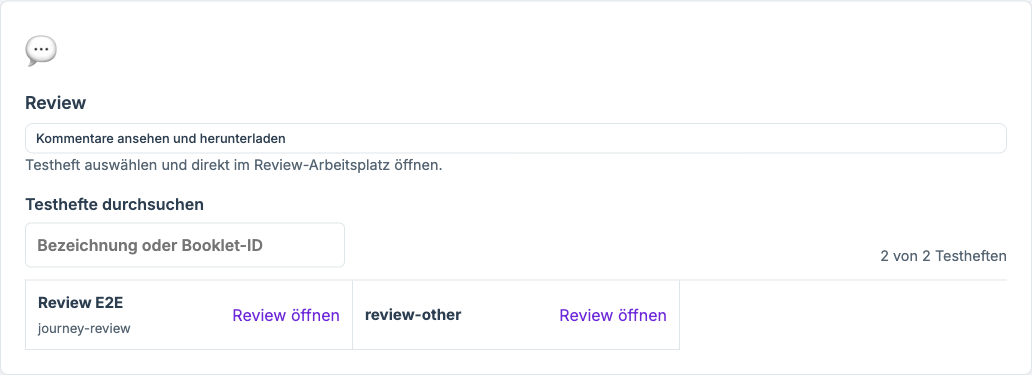 Review
Kommentare ansehen und herunterladen
Testheft auswählen und direkt im Review-Arbeitsplatz öffnen.
Testhefte durchsuchen
Bezeichnung oder Booklet-ID
2 von 2 Testheften
Review E2E
journey-review
Review öffnen
review-other
Review öffnen